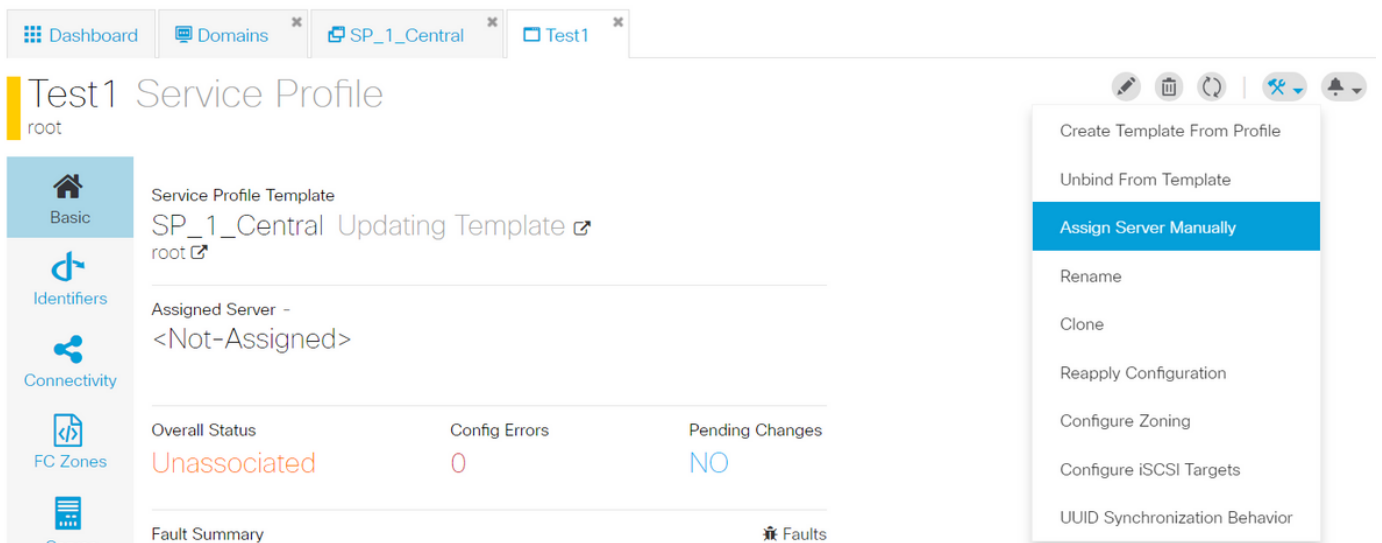 Dashboard
Domains
SP_1_Central
Test1
Test1 Service Profile
root
Create Template From Profile
Unbind From Template
Assign Server Manually
Rename
Clone
Reapply Configuration
Configure Zoning
Configure iSCSI Targets
UUID Synchronization Behavior
Basic
Identifiers
Connectivity
FC Zones
Service Profile Template
SP_1_Central Updating Template
root
Assigned Server -
<Not-Assigned>
Overall Status
Config Errors
Pending Changes
Unassociated
0
NO
Fault Summary
Faults